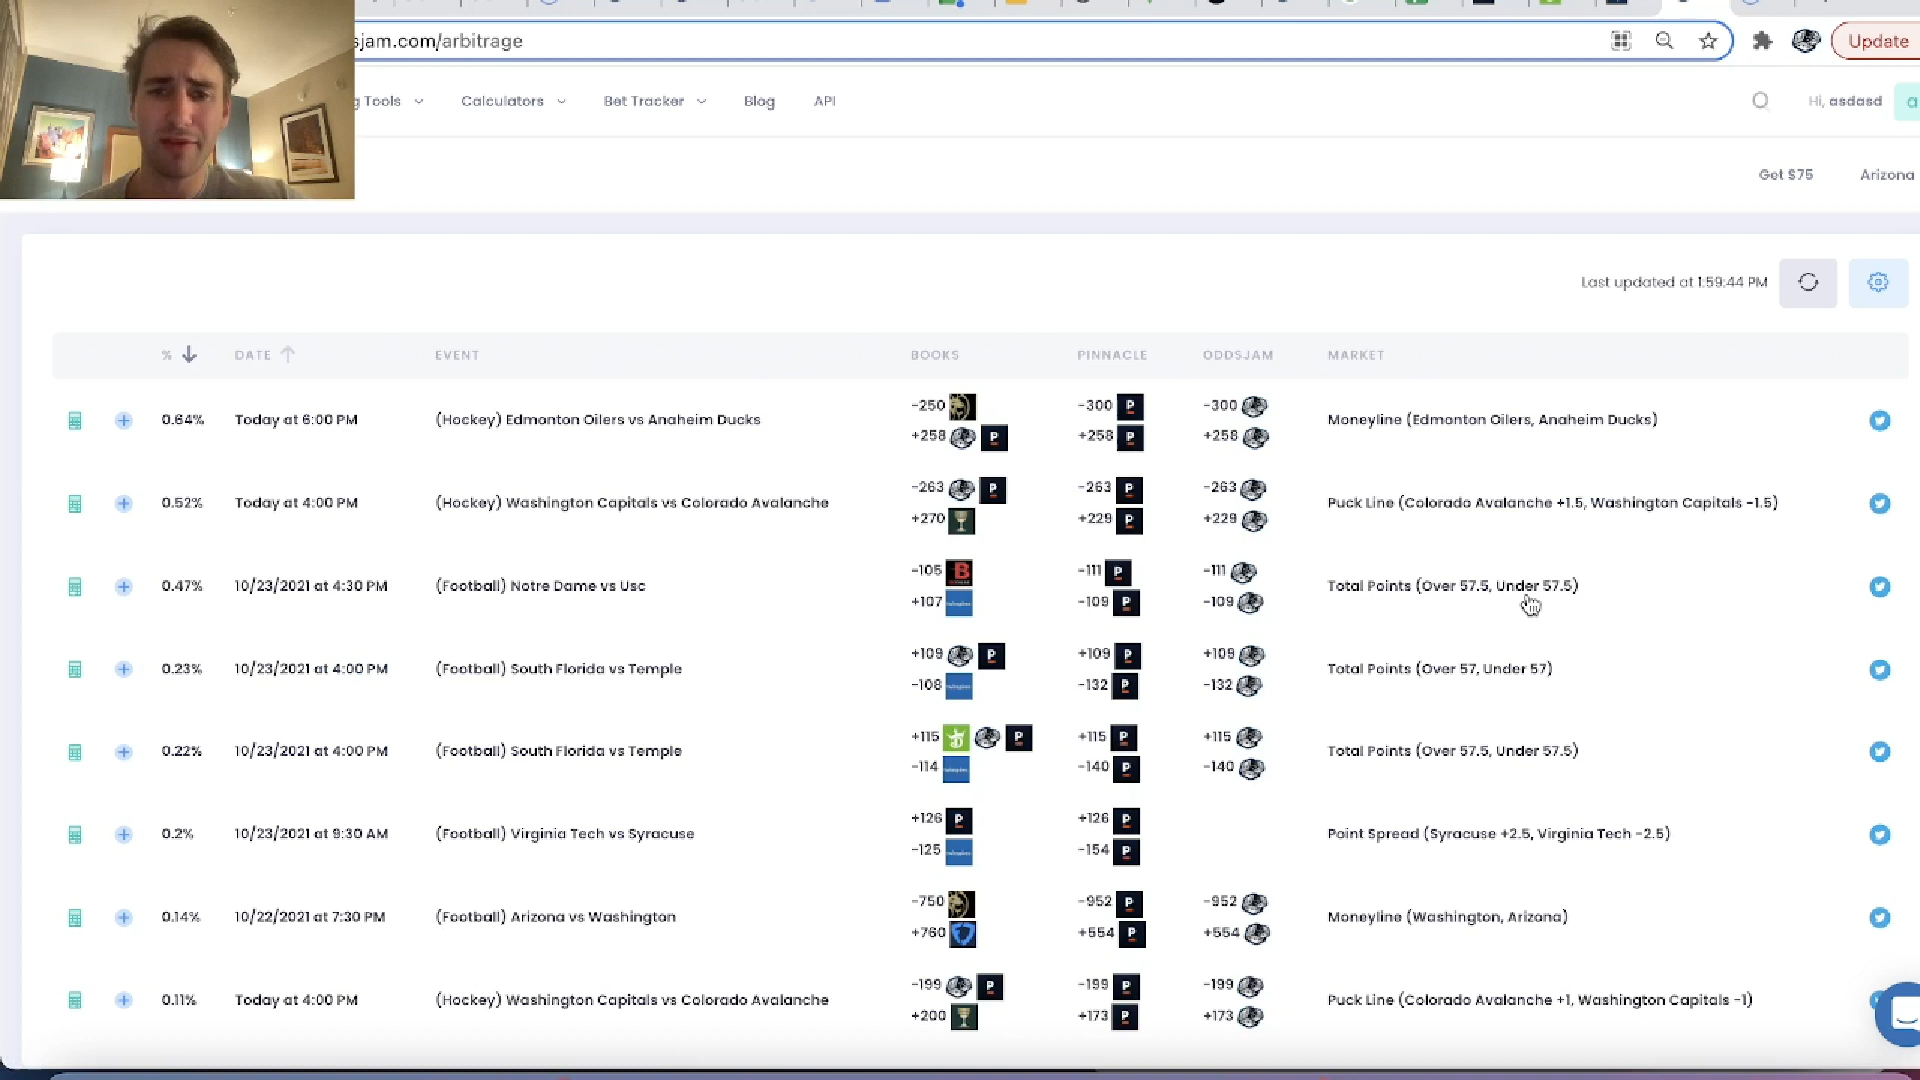 sjam.com/arbitrage
Update
g Tools
Calculators
Bet Tracker
Blog
API
Hi, asdasd
a
Get $75
Arizona
Last updated at 1:59:44 PM
% DATE EVENT BOOKS PINNACLE ODDSJAM MARKET
-250 -300 -300
0.64% Today at 6:00 PM (Hockey) Edmonton Oilers vs Anaheim Ducks Moneyline (Edmonton Oilers, Anaheim Ducks)
+258 +258 +258
-263 -263 -263
0.52% Today at 4:00 PM (Hockey) Washington Capitals vs Colorado Avalanche Puck Line (Colorado Avalanche +1.5, Washington Capitals -1.5)
+270 +229 +229
-105 -111 -111
0.47% 10/23/2021 at 4:30 PM (Football) Notre Dame vs Usc Total Points (Over 57.5, Under 57.5)
+107 -109 -109
+109 +109 +109
0.23% 10/23/2021 at 4:00 PM (Football) South Florida vs Temple Total Points (Over 57, Under 57)
-108 -132 -132
+115 +115 +115
0.22% 10/23/2021 at 4:00 PM (Football) South Florida vs Temple Total Points (Over 57.5, Under 57.5)
-114 -140 -140
+126 +126
0.2% 10/23/2021 at 9:30 AM (Football) Virginia Tech vs Syracuse Point Spread (Syracuse +2.5, Virginia Tech -2.5)
-125 -154
-750 -952 -952
0.14% 10/22/2021 at 7:30 PM (Football) Arizona vs Washington Moneyline (Washington, Arizona)
+760 +554 +554
-199 -199 -199
0.11% Today at 4:00 PM (Hockey) Washington Capitals vs Colorado Avalanche Puck Line (Colorado Avalanche +1, Washington Capitals -1)
+200 +173 +173